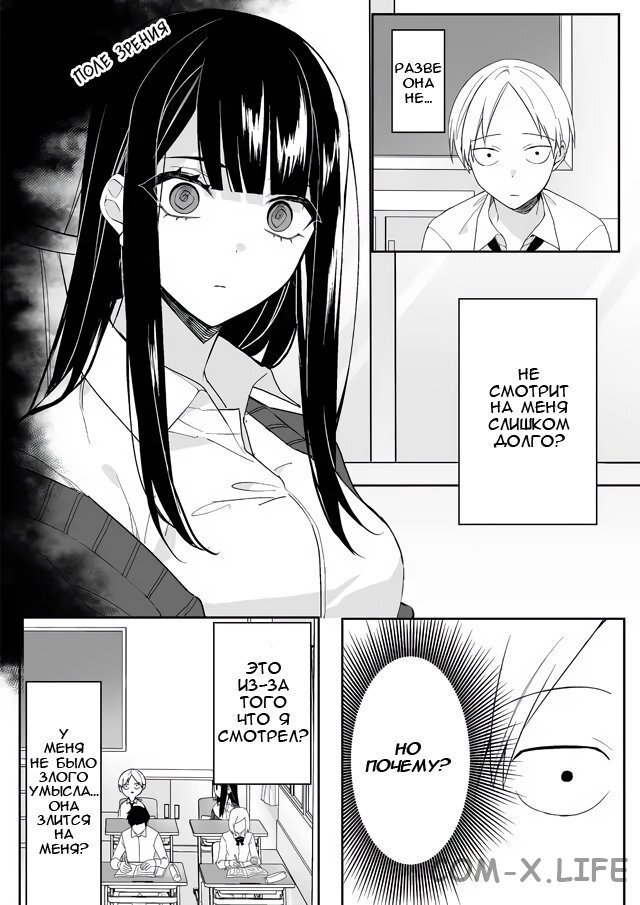 РАЗВЕ
ОНА
НЕ...
ПОЛЕ ЗРЕНИЯ
НЕ
СМОТРИТ
НА МЕНЯ
СЛИШКОМ
ДОЛГО?
НО
ПОЧЕМУ?
ЭТО
ИЗ-ЗА
ТОГО
ЧТО Я
СМОТРЕЛ?
У
МЕНЯ
НЕ БЫЛО
ЗЛОГО
УМЫСЛА...
ОНА
ЗЛИТСЯ
НА
МЕНЯ?
COM-X.LIFE